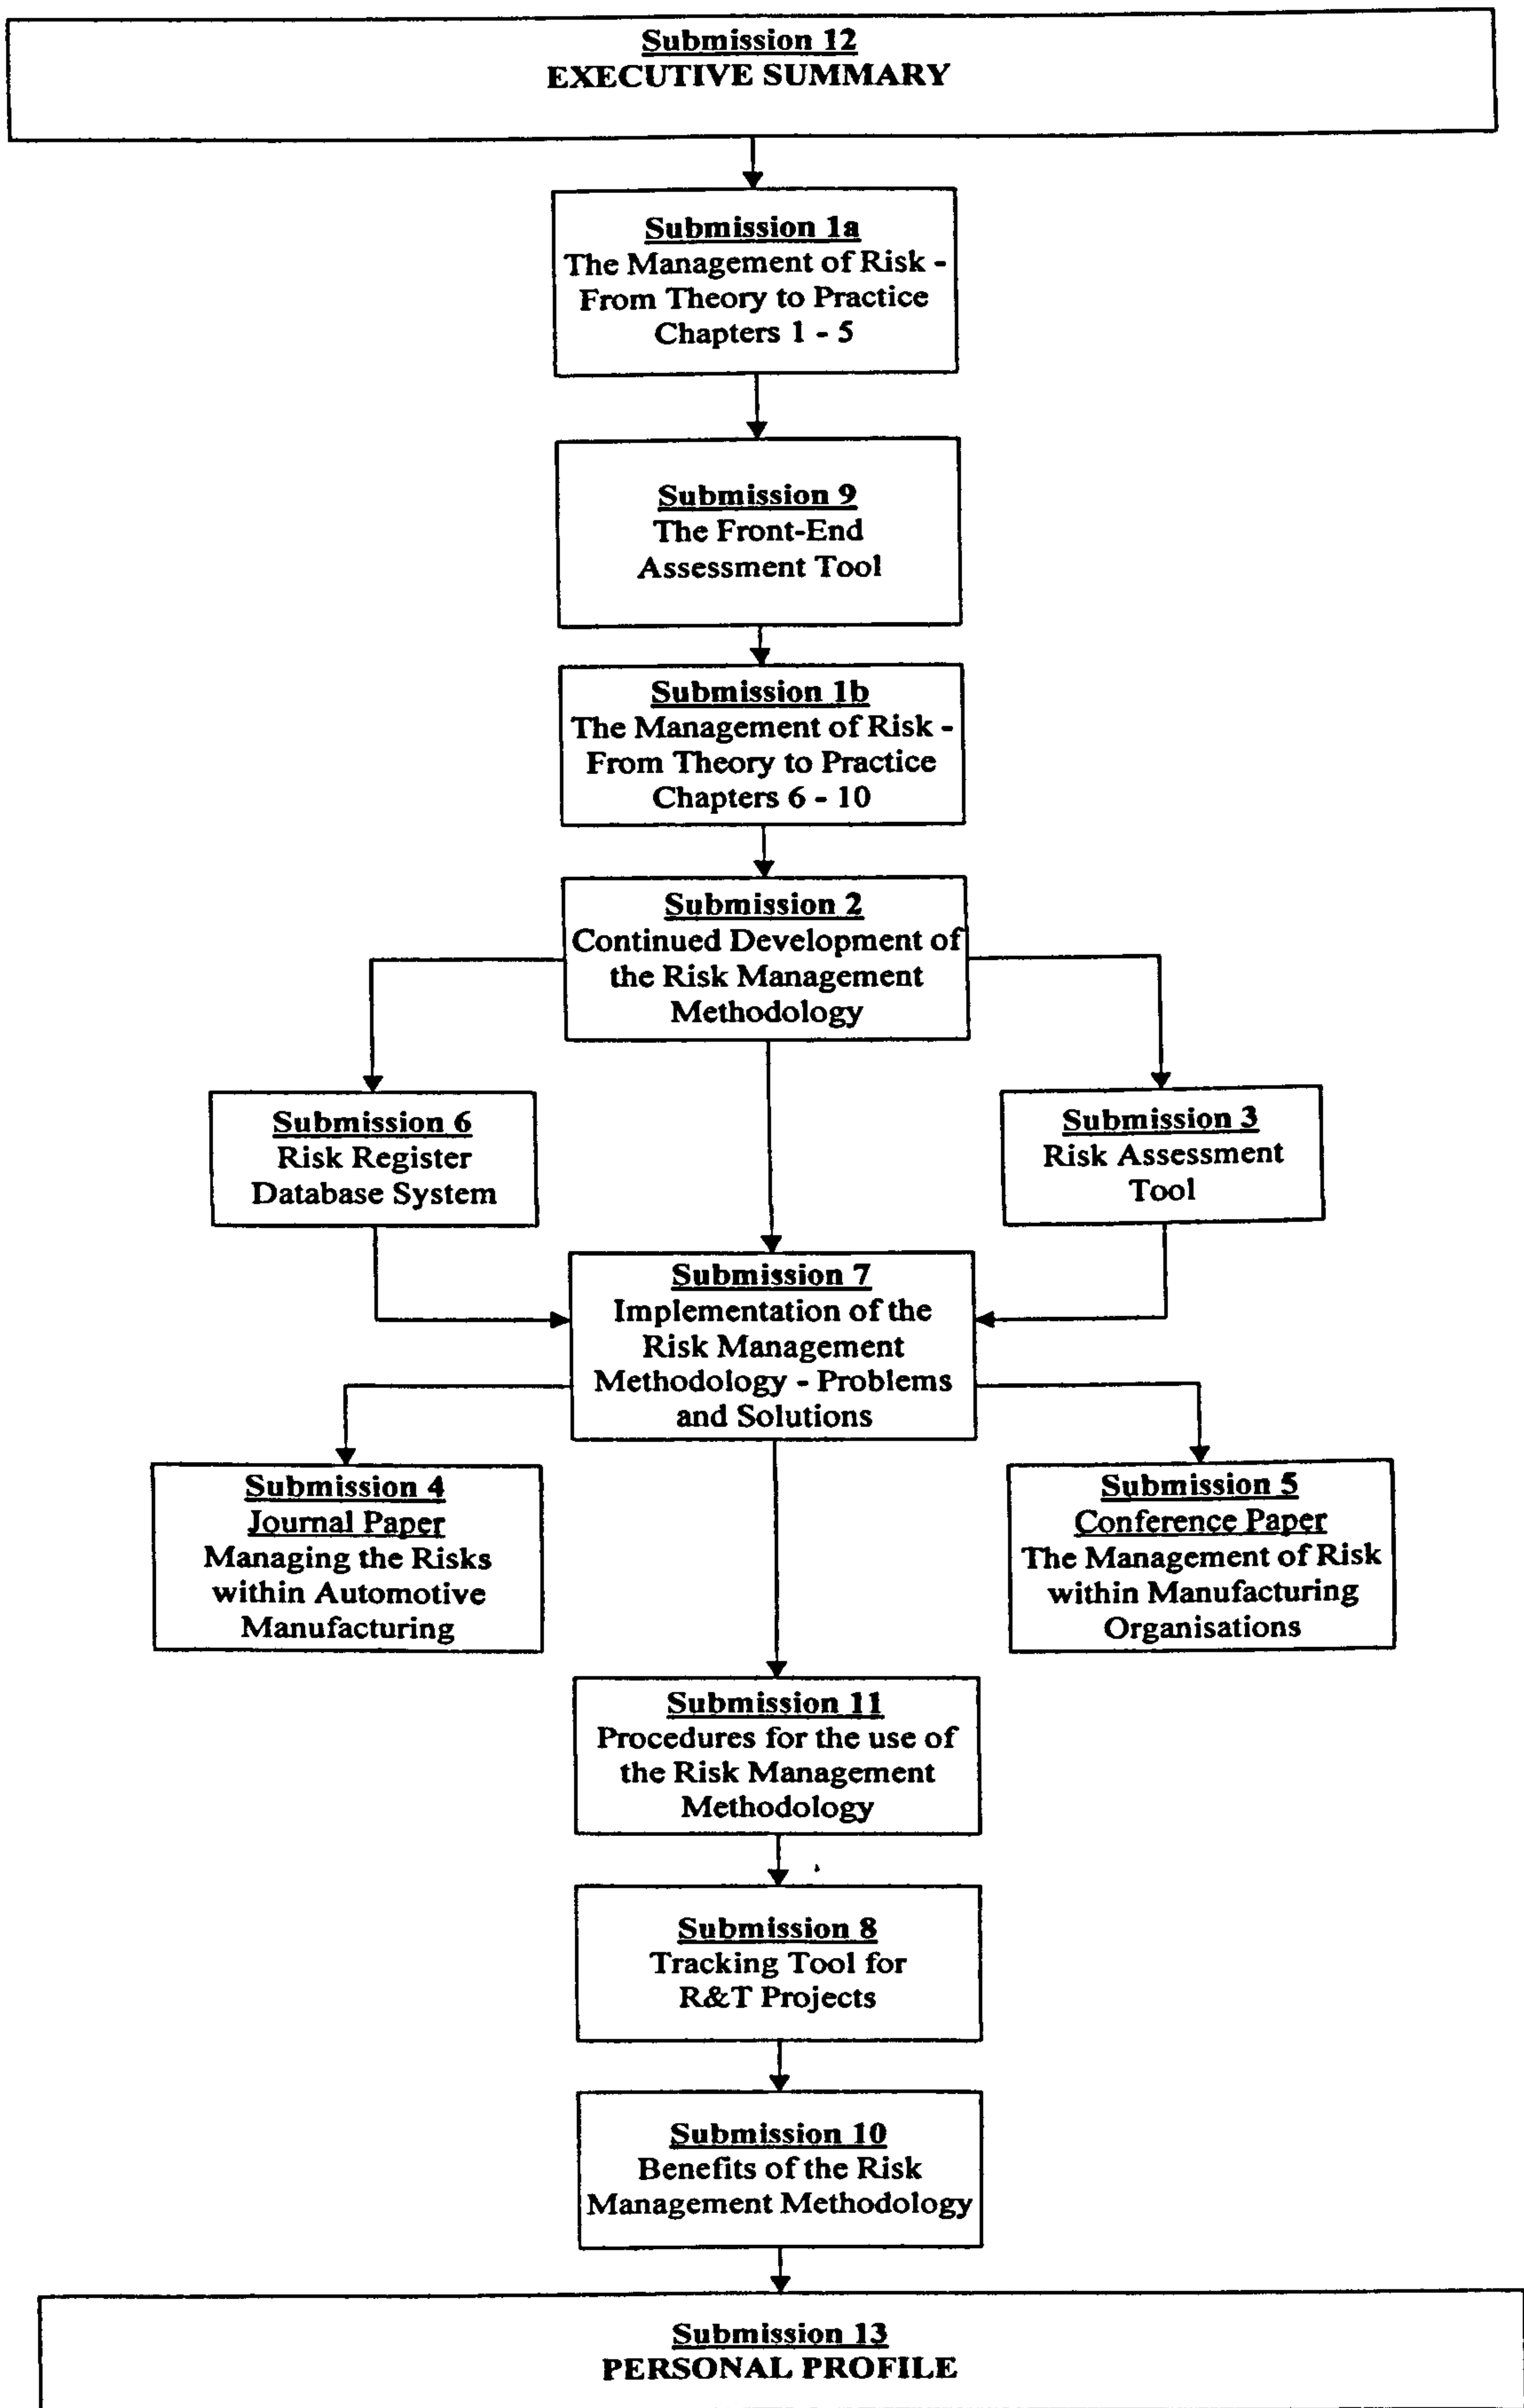 Submission 12
EXECUTIVE SUMMARY
Submission 1a
The Management of Risk -
From Theory to Practice
Chapters 1 - 5
Submission 9
The Front-End
Assessment Tool
Submission 1b
The Management of Risk -
From Theory to Practice
Chapters 6 - 10
Submission 2
Continued Development of
the Risk Management
Methodology
Submission 6
Risk Register
Database System
Submission 3
Risk Assessment
Tool
Submission 7
Implementation of the
Risk Management
Methodology - Problems
and Solutions
Submission 4
Journal Paper
Managing the Risks
within Automotive
Manufacturing
Submission 5
Conference Paper
The Management of Risk
within Manufacturing
Organisations
Submission 11
Procedures for the use of
the Risk Management
Methodology
Submission 8
Tracking Tool for
R&T Projects
Submission 10
Benefits of the Risk
Management Methodology
Submission 13
PERSONAL PROFILE